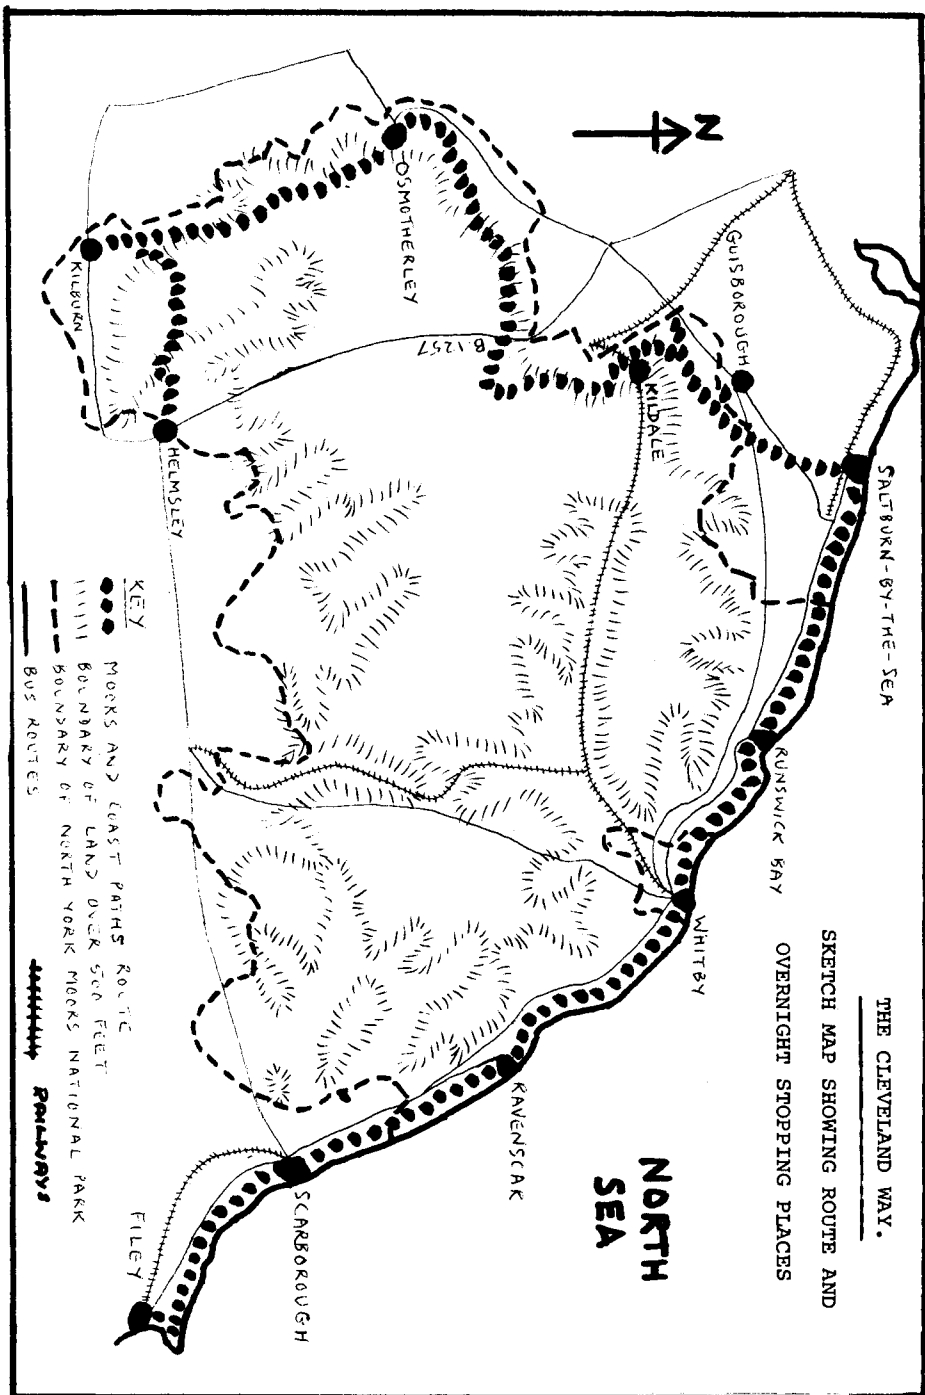 THE CLEVELAND WAY.
SKETCH MAP SHOWING ROUTE AND
OVERNIGHT STOPPING PLACES
N
SALTBURN-BY-THE-SEA
GUISBOROUGH
RUNSWICK BAY
KILDALE
WHITBY
NORTH
SEA
B1257
RAVENSCAR
OSMOTHERLEY
SCARBOROUGH
HELMSLEY
KILBURN
FILEY
KEY
MOORS AND COAST PATHS ROUTE
BOUNDARY OF LAND OVER 500 FEET
BOUNDARY OF NORTH YORK MOORS NATIONAL PARK
BUS ROUTES
RAILWAYS